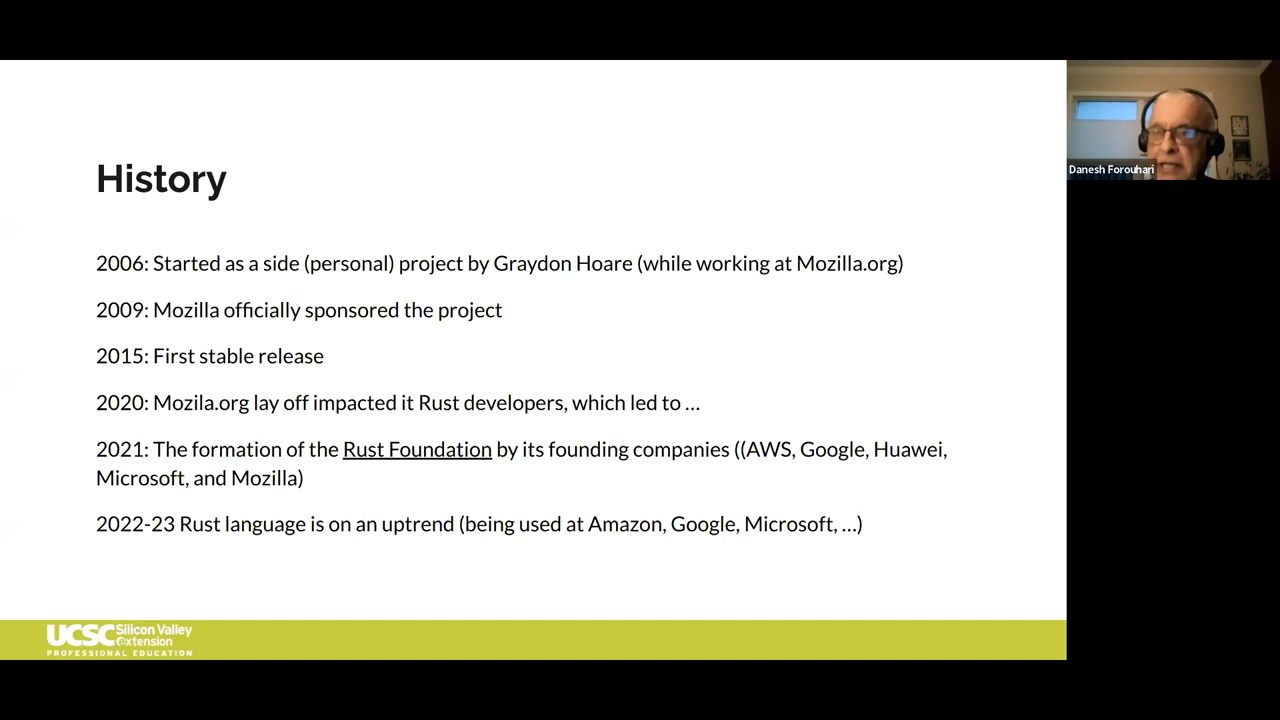 History
2006: Started as a side (personal) project by Graydon Hoare (while working at Mozilla.org)
2009: Mozilla officially sponsored the project
2015: First stable release
2020: Mozila.org lay off impacted it Rust developers, which led to ...
2021: The formation of the Rust Foundation by its founding companies ((AWS, Google, Huawei,
Microsoft, and Mozilla)
2022-23 Rust language is on an uptrend (being used at Amazon, Google, Microsoft, ...)
UCSC Silicon Valley
extension
PROFESSIONAL EDUCATION
Danesh Forouhari